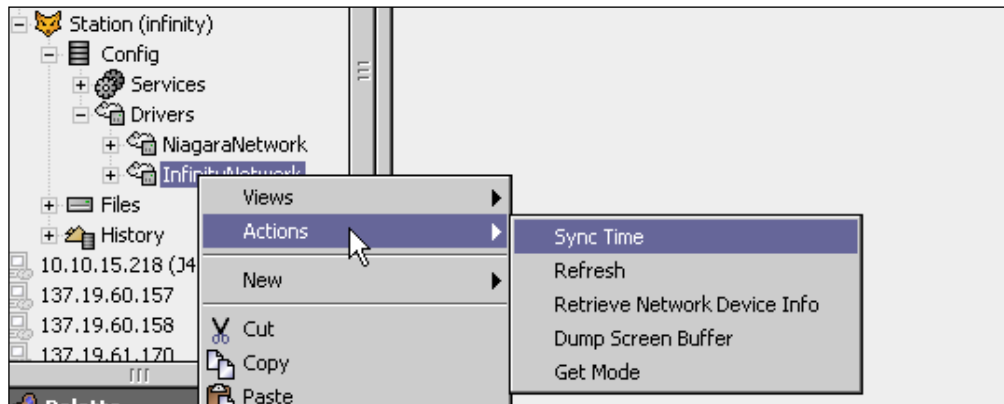 Station (infinity)
Config
Services
Drivers
NiagaraNetwork
InfinityNetwork
Files
History
10.10.15.218 (J4
137.19.60.157
137.19.60.158
137.19.61.170
Views
Actions
New
Cut
Copy
Paste
Sync Time
Refresh
Retrieve Network Device Info
Dump Screen Buffer
Get Mode